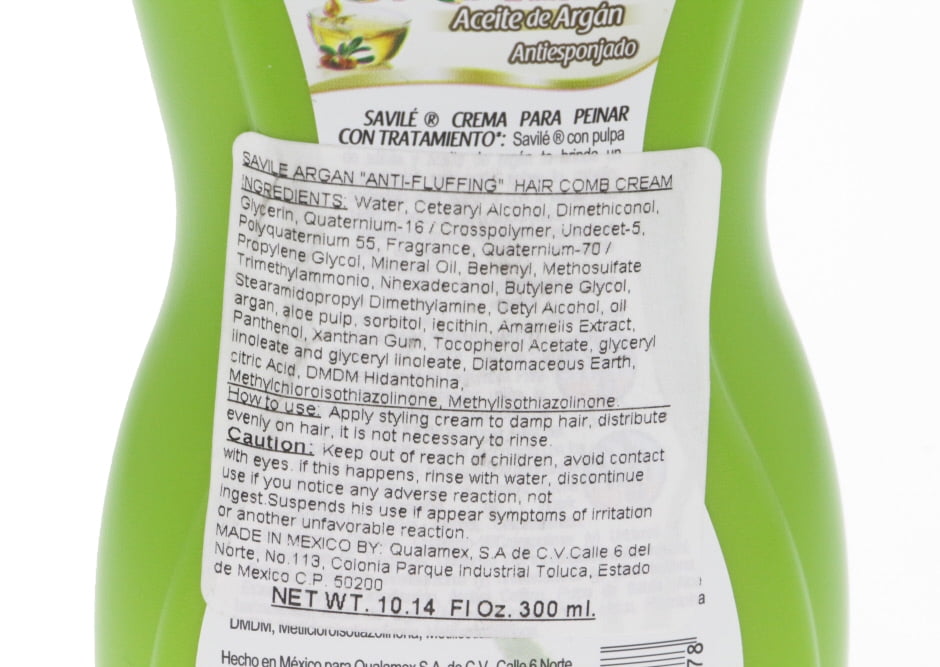 Aceite de Argán
Antiesponjado
SAVILÉ ® CREMA PARA PEINAR
CON TRATAMIENTO*: Savilé ® con pulpa
SAVILE ARGAN "ANTI-FLUFFING" HAIR COMB CREAM
INGREDIENTS: Water, Cetearyl Alcohol, Dimethiconol,
Glycerin, Quaternium-16 / Crosspolymer, Undecet-5,
Polyquaternium 55, Fragrance, Quaternium-70 /
Propylene Glycol, Mineral Oil, Behenyl, Methosulfate
Trimethylammonio, Nhexadecanol, Butylene Glycol,
Stearamidopropyl Dimethylamine, Cetyl Alcohol, oil
argan, aloe pulp, sorbitol, lecithin, Amamelis Extract,
Panthenol, Xanthan Gum, Tocopherol Acetate, glyceryl
linoleate and glyceryl linoleate, Diatomaceous Earth,
citric Acid, DMDM Hidantohina,
Methylchloroisothiazolinone, Methylisothiazolinone.
How to use: Apply styling cream to damp hair, distribute
evenly on hair, it is not necessary to rinse.
Caution: Keep out of reach of children, avoid contact
with eyes. if this happens, rinse with water, discontinue
use if you notice any adverse reaction, not
Ingest.Suspends his use if appear symptoms of irritation
or another unfavorable reaction.
MADE IN MEXICO BY: Qualamex, S.A de C.V.Calle 6 del
Norte, No.113, Colonia Parque Industrial Toluca, Estado
de Mexico C.P. 50200
NET WT. 10.14 Fl Oz. 300 ml.
DMDM,
Hecho en México para Qualamex S.A. de C.V. Calle 6 Norte
78